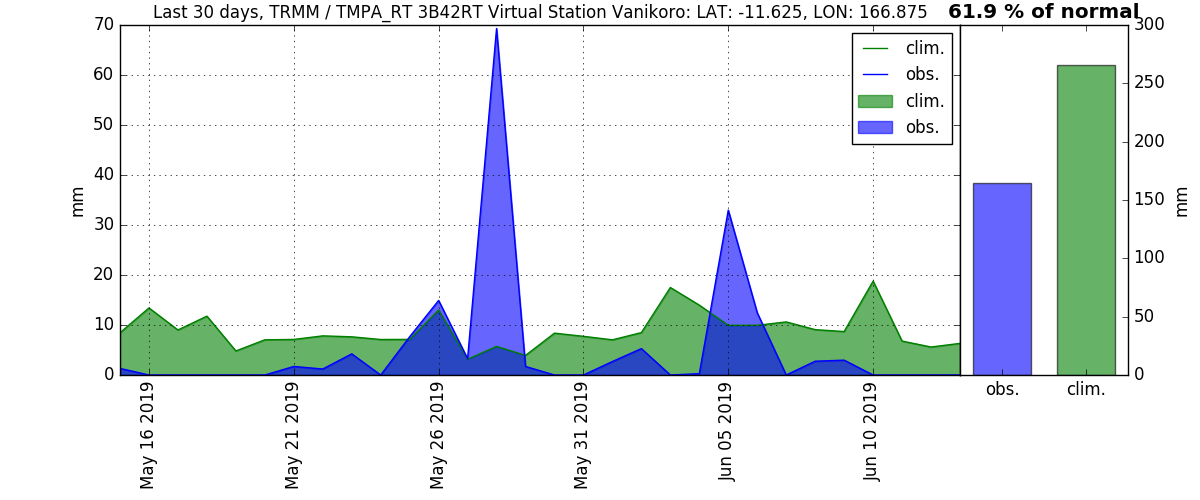 Last 30 days, TRMM / TMPA_RT 3B42RT Virtual Station Vanikoro: LAT: -11.625, LON: 166.875
61.9 % of normal
70
60
50
40
30
20
10
0
mm
clim.
obs.
clim.
obs.
May 16 2019
May 21 2019
May 26 2019
May 31 2019
Jun 05 2019
Jun 10 2019
300
250
200
150
100
50
0
mm
obs.
clim.